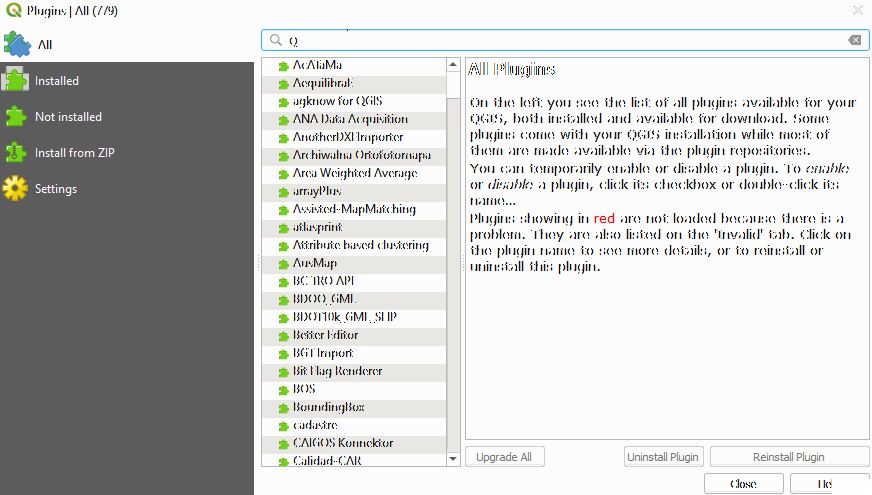 Plugins | All (779)
All
Installed
Not installed
Install from ZIP
Settings
Q
AcATaMa
AequilibraE
agknow for QGIS
ANA Data Acquisition
AnotherDXFImporter
Archiwalna Ortofotomapa
Area Weighted Average
arrayPlus
Assisted-MapMatching
atlasprint
Attribute based clustering
AusMap
BC TRO API
BDOO_GML
BDOT10k_GML_SHP
Better Editor
BGTImport
Bit Flag Renderer
BOS
BoundingBox
cadastre
CAIGOS Konnektor
Calidad-CAR
All Plugins
On the left you see the list of all plugins available for your
QGIS, both installed and available for download. Some
plugins come with your QGIS installation while most of
them are made available via the plugin repositories.
You can temporarily enable or disable a plugin. To enable
or disable a plugin, click its checkbox or double-click its
name...
Plugins showing in red are not loaded because there is a
problem. They are also listed on the 'Invalid' tab. Click on
the plugin name to see more details, or to reinstall or
uninstall this plugin.
Upgrade All
Uninstall Plugin
Reinstall Plugin
Close